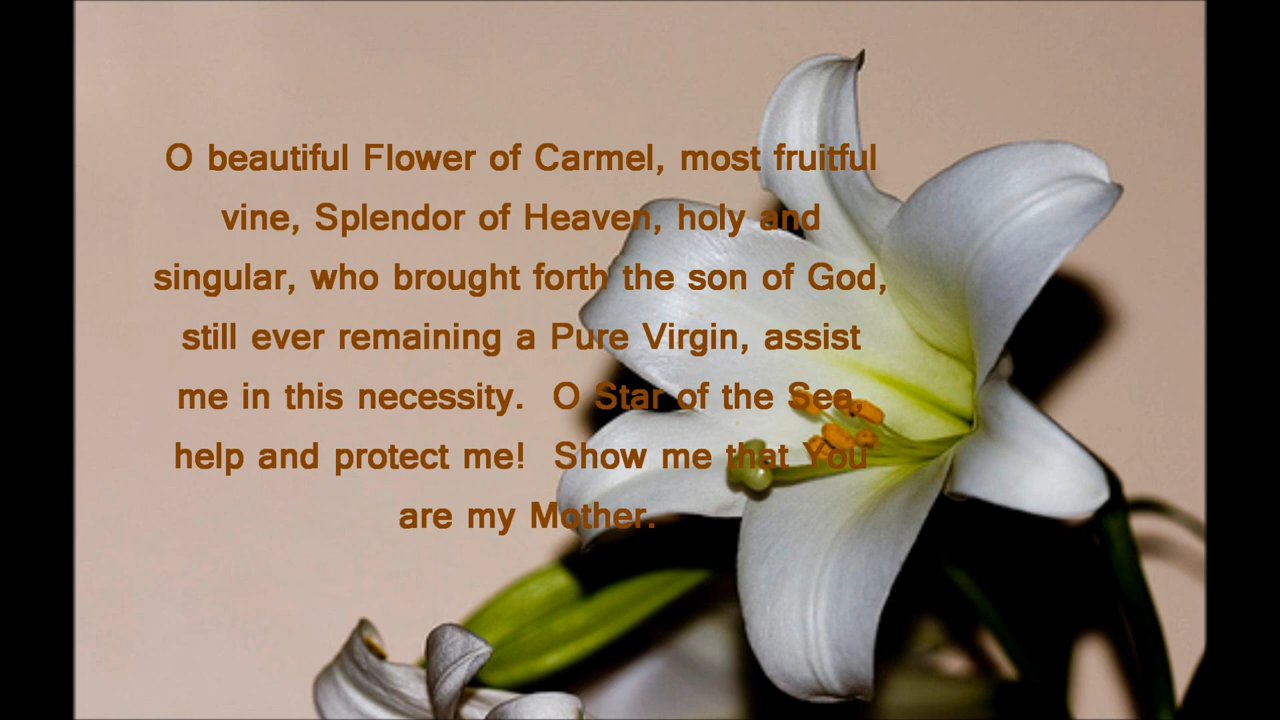 O beautiful Flower of Carmel, most fruitful
vine, Splendor of Heaven, holy and
singular, who brought forth the son of God,
still ever remaining a Pure Virgin, assist
me in this necessity.  O Star of the Sea,
help and protect me!  Show me that You
are my Mother.